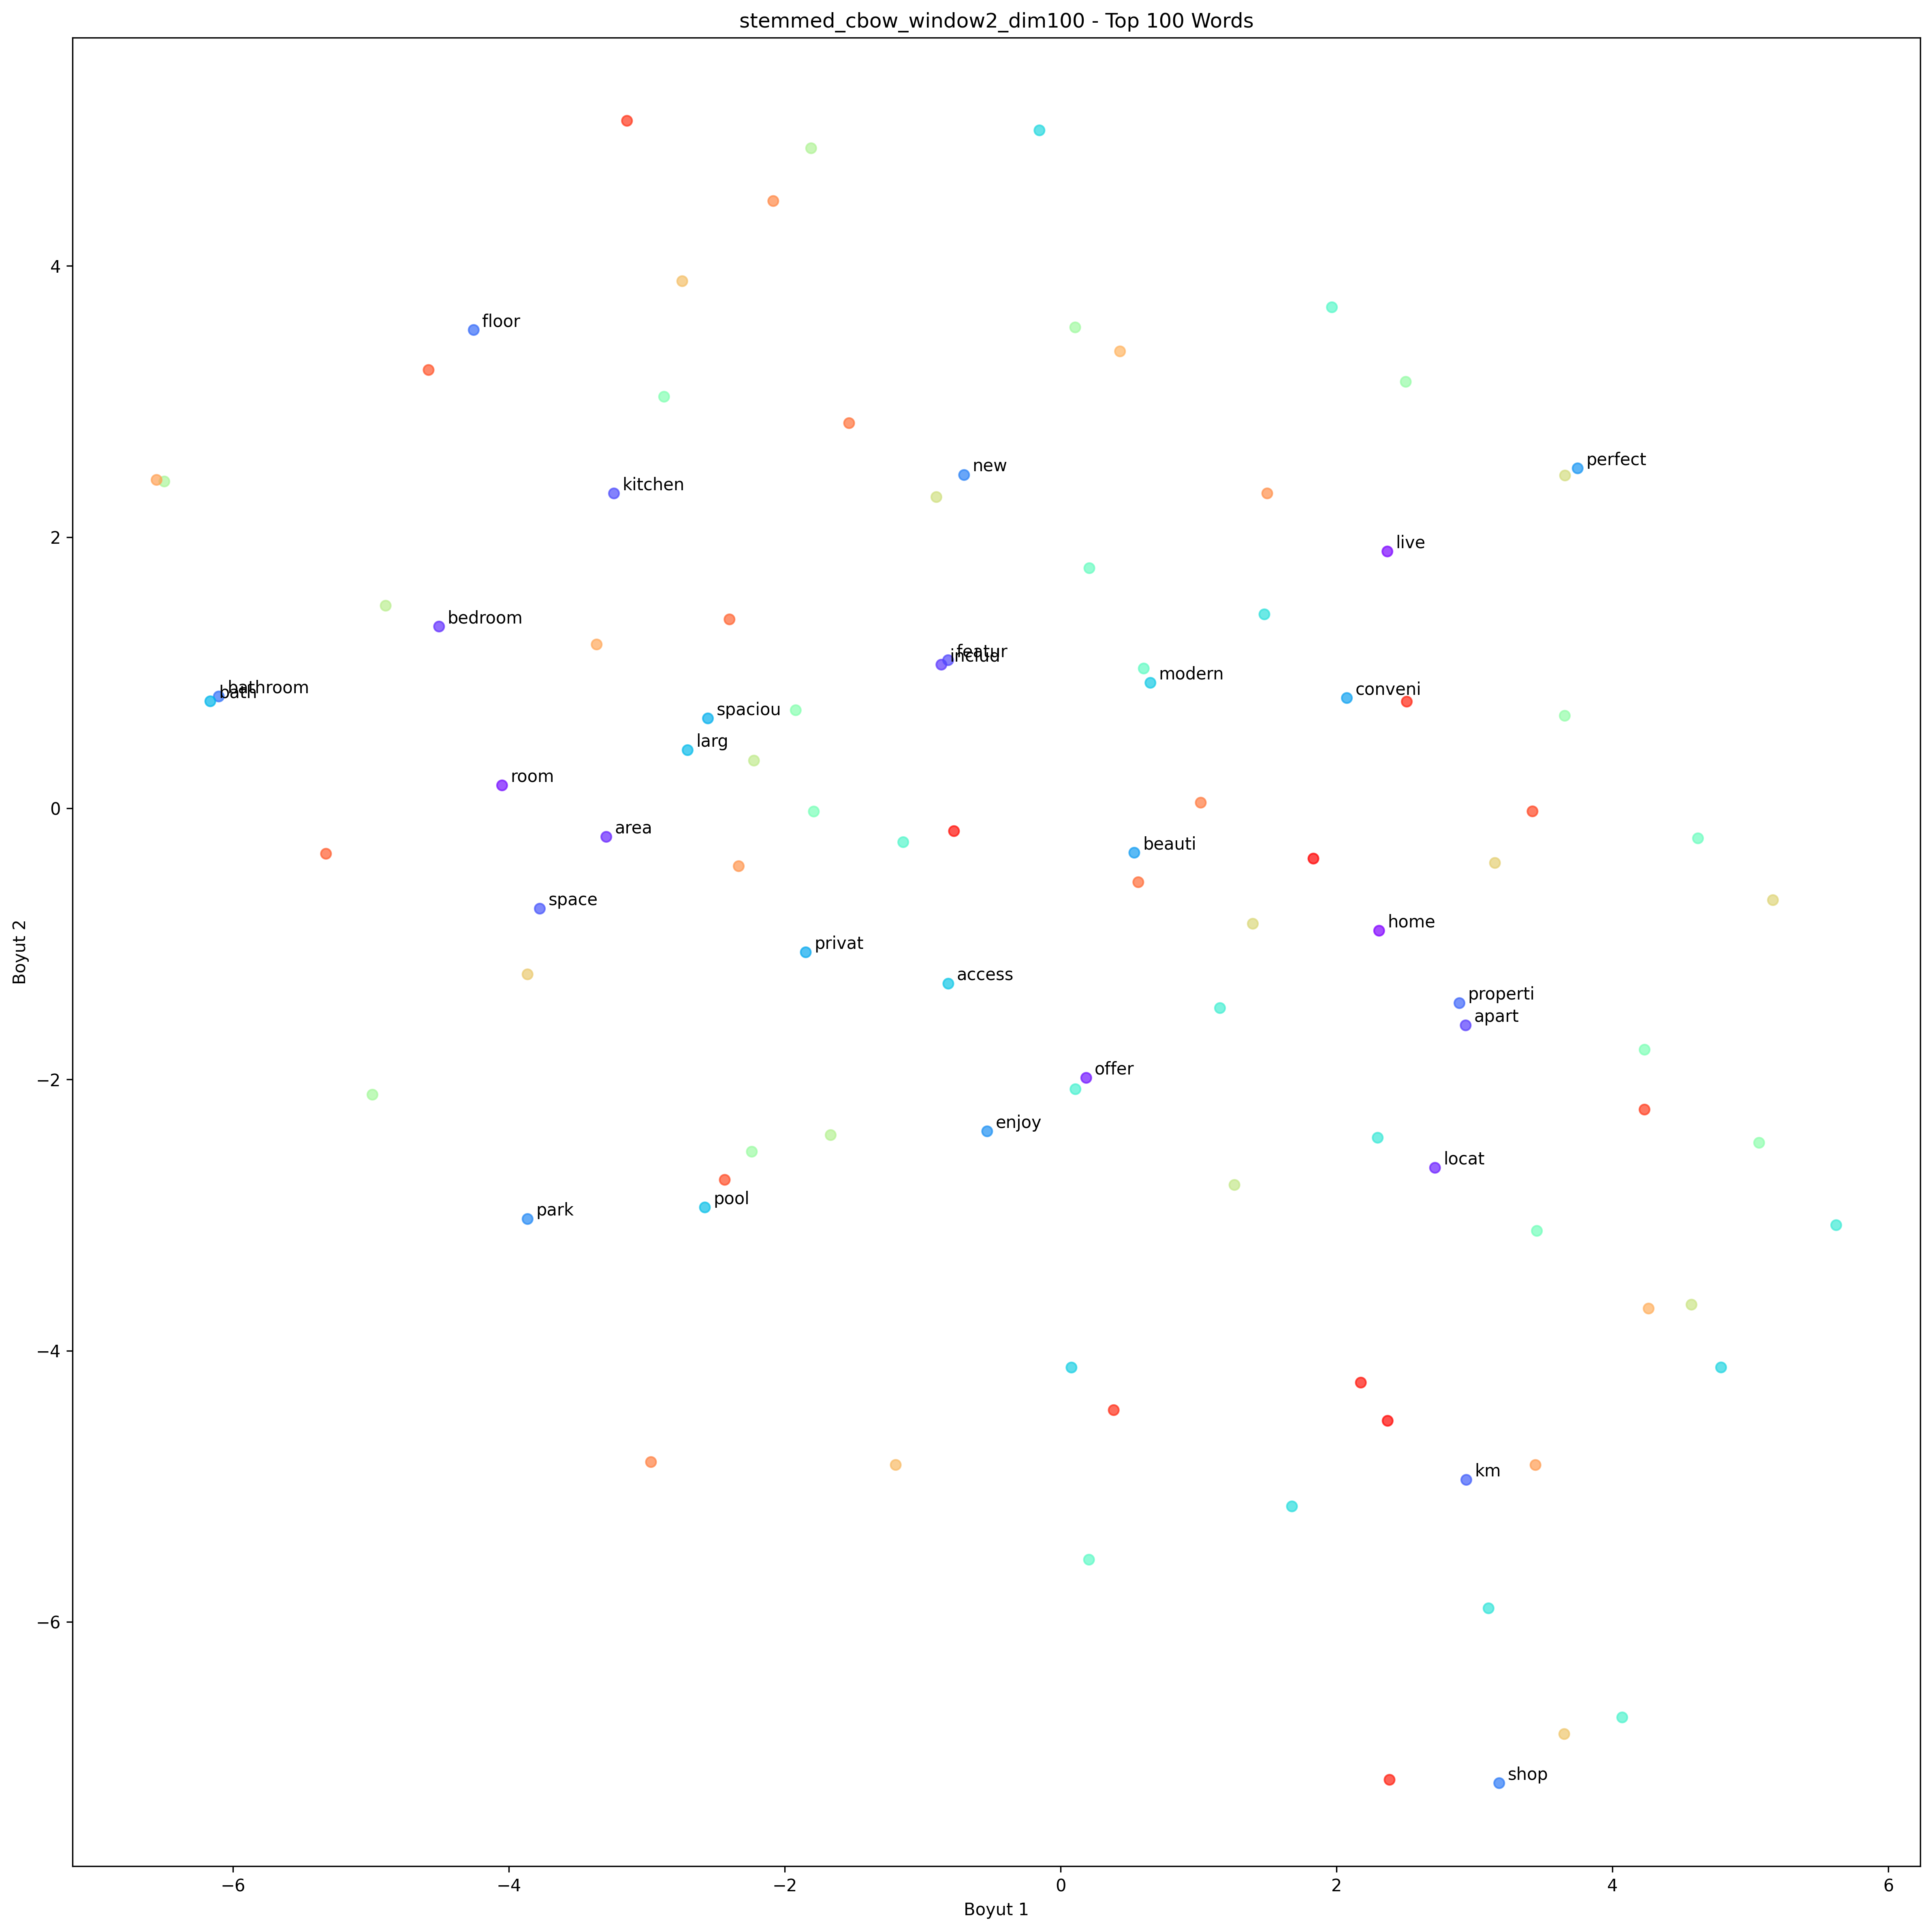 stemmed_cbow_window2_dim100 - Top 100 Words
4
2
0
−2
−4
−6
Boyut 2
floor
new
perfect
kitchen
live
bedroom
featur
includ
modern
bathroom
bath
conveni
spaciou
larg
room
area
beauti
space
home
privat
access
properti
apart
offer
enjoy
locat
pool
park
km
shop
−6
−4
−2
0
2
4
6
Boyut 1